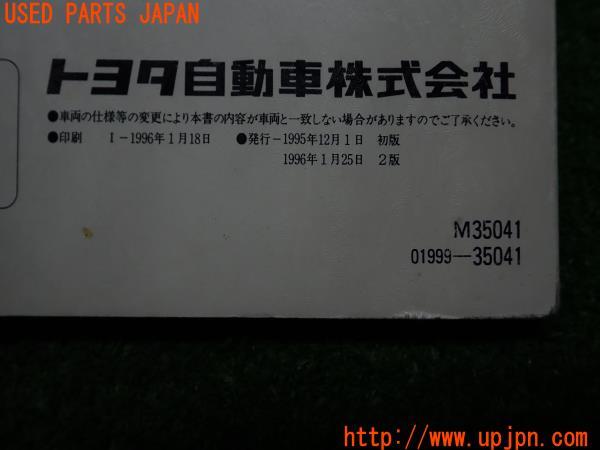 USED PARTS JAPAN
トヨタ自動車株式会社
●車両の仕様等の変更により本書の内容が車両と一致しない場合がありますのでご了承ください。
●印刷 I－1996年1月18日 ●発行－1995年12月1日 初版
1996年1月25日 2版
M35041
01999－35041
http://www.upjpn.com/